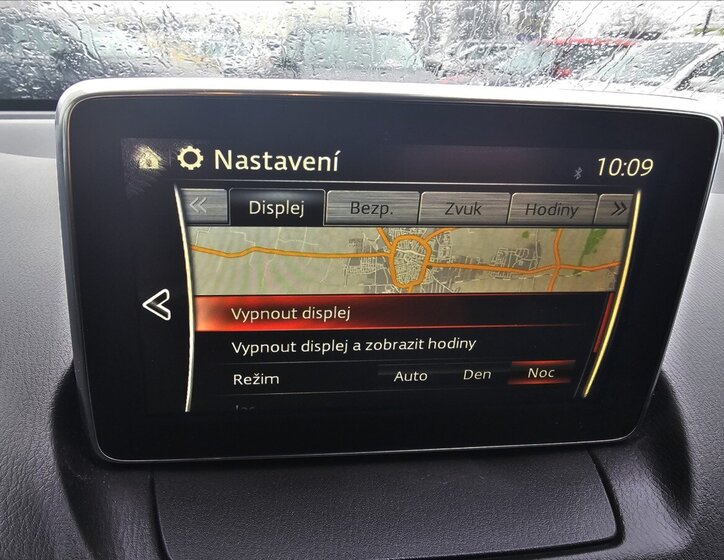 Nastavení 10:09
Displej Bezp. Zvuk Hodiny
Vypnout displej
Vypnout displej a zobrazit hodiny
Režim Auto Den Noc